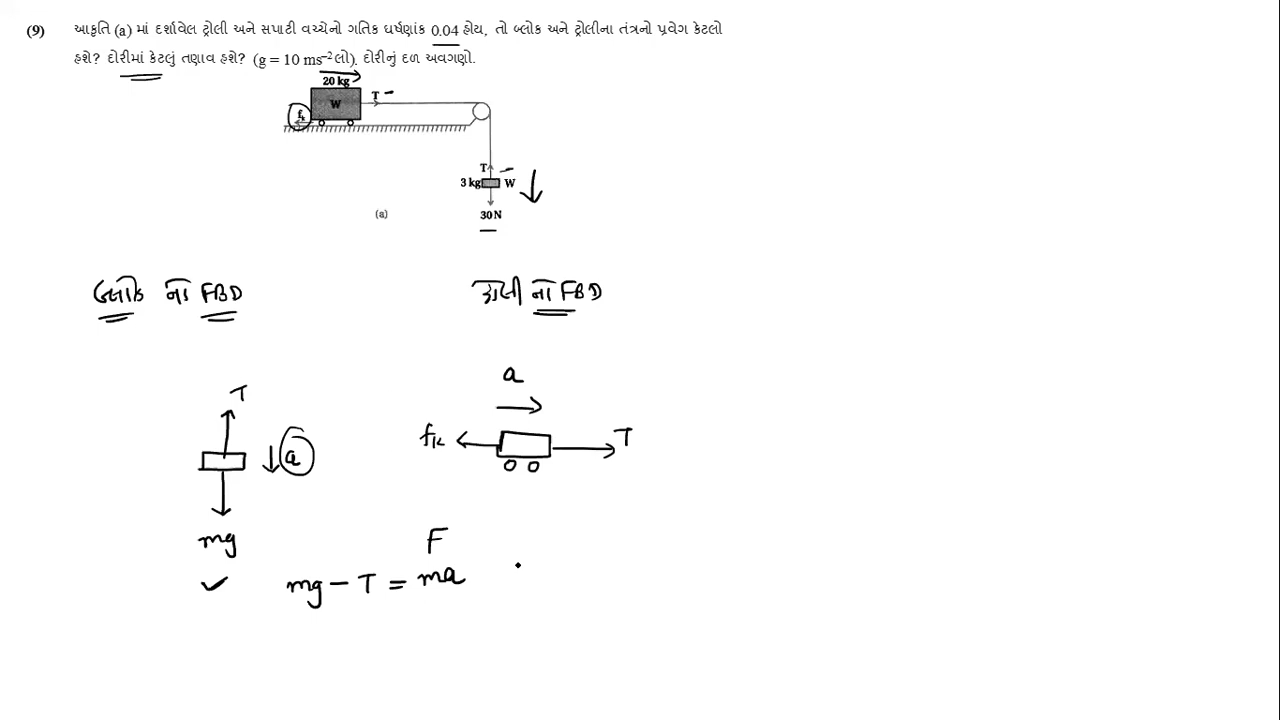 (9) આકૃતિ (a) માં દર્શાવેલ ટ્રોલી અને સપાટી વચ્ચેનો ગતિક ઘર્ષણાંક 0.04 હોય, તો બ્લોક અને ટ્રોલીના તંત્રનો પ્રવેગ કેટલો
હશે? દોરીમાં કેટલું તણાવ હશે? (g = 10 ms⁻²લો). દોરીનું દળ અવગણો.
20 kg
W T
fk
T
3 kg W
30 N
(a)
બ્લોક નો FBD
ટ્રોલી નો FBD
a
T
fk T
a
mg F
mg – T = ma